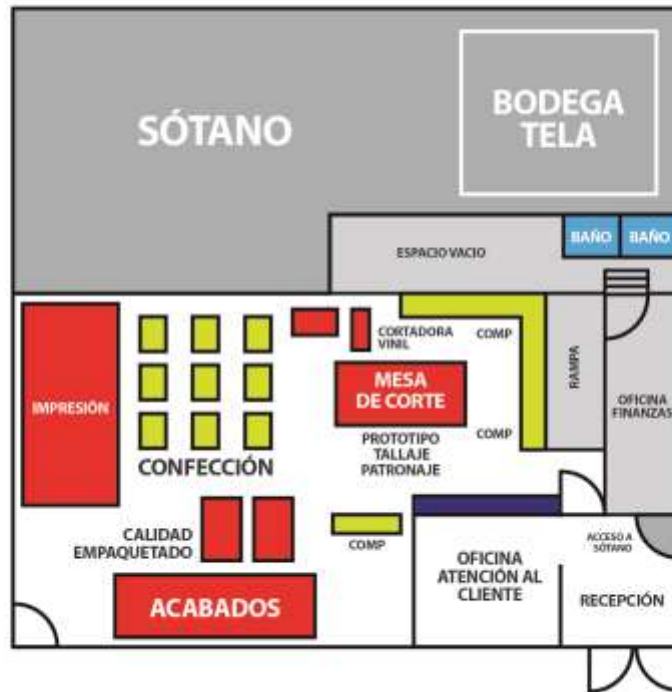 SÓTANO
BODEGA
TELA
BAÑO
BAÑO
ESPACIO VACIO
CORTADORA
VINIL
COMP
MESA
DE CORTE
COMP
PROTOTIPO
TALLAJE
PATRONAJE
RAMPA
OFICINA
FINANZAS
IMPRESIÓN
CONFECCIÓN
CALIDAD
EMPAQUETADO
COMP
ACABADOS
OFICINA
ATENCIÓN AL
CLIENTE
ACCESO A
SÓTANO
RECEPCIÓN